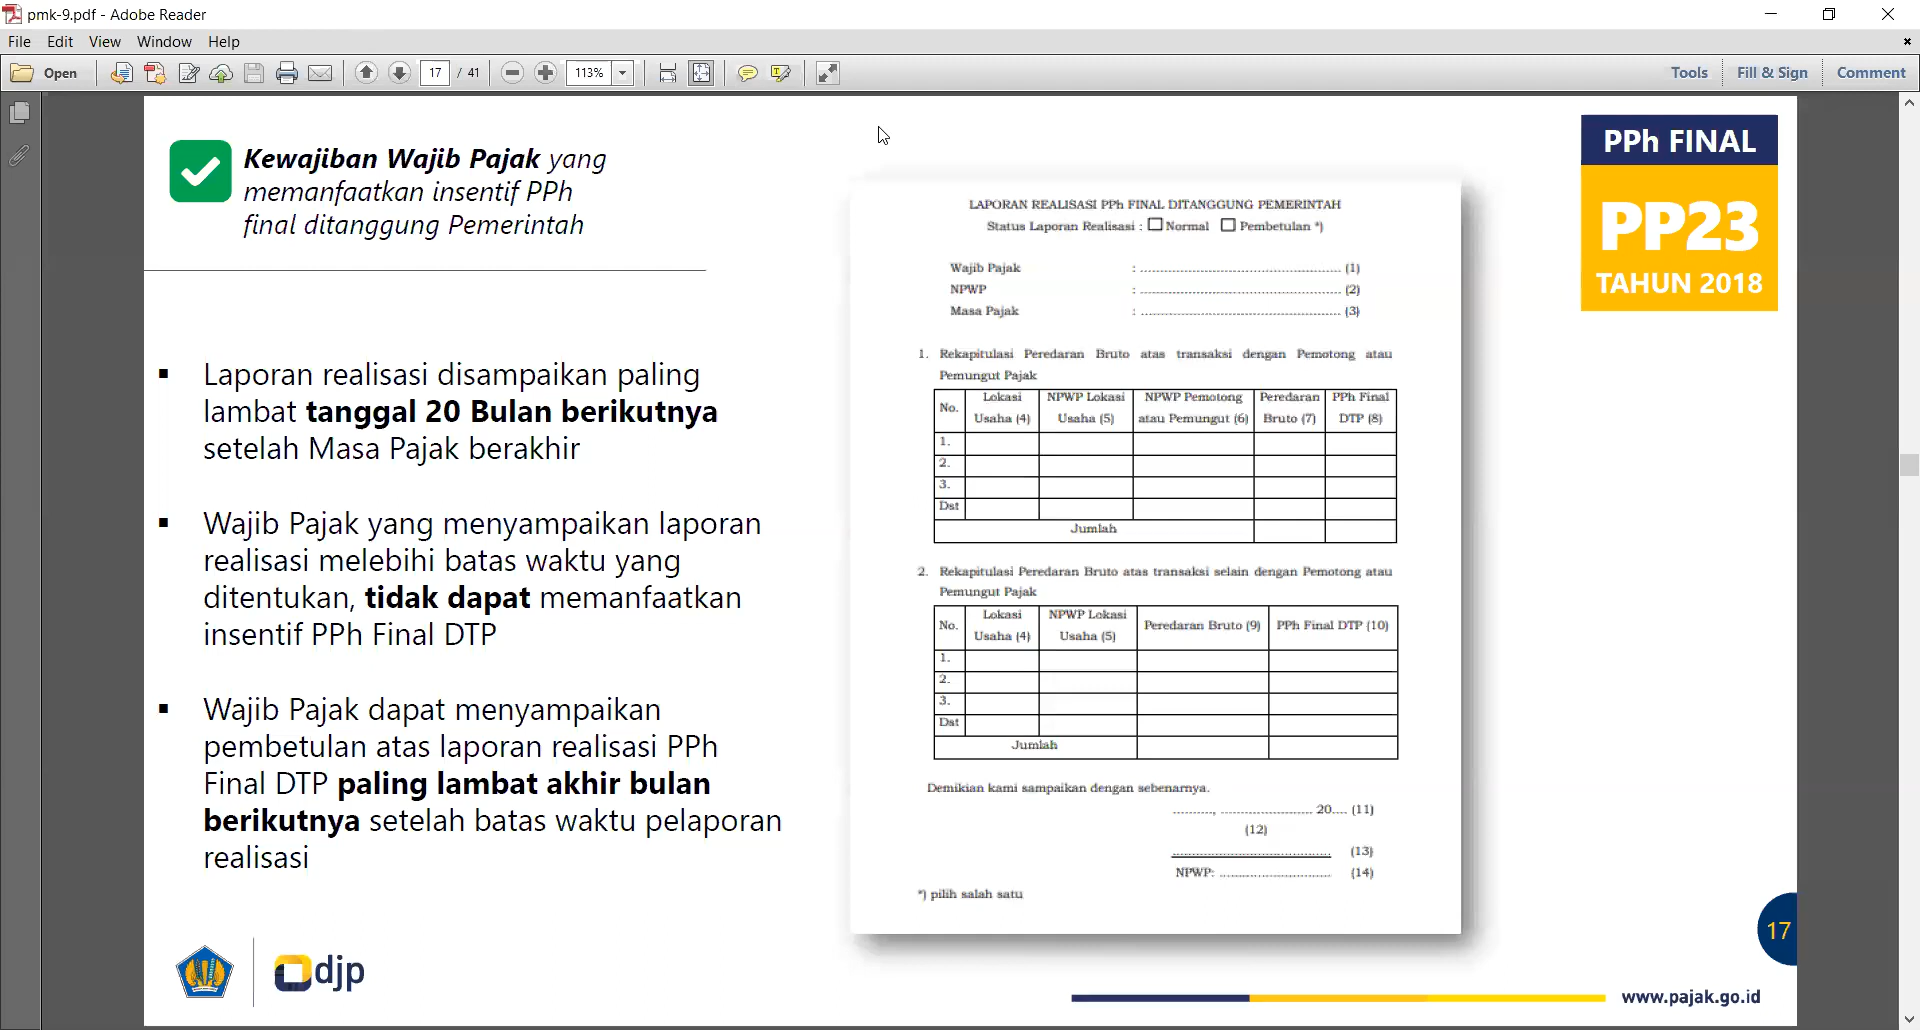 pmk-9.pdf - Adobe Reader
File Edit View Window Help
Open 17 / 41 113% Tools Fill & Sign Comment
Kewajiban Wajib Pajak yang
memanfaatkan insentif PPh
final ditanggung Pemerintah
PPh FINAL
PP23
TAHUN 2018
▪ Laporan realisasi disampaikan paling
lambat tanggal 20 Bulan berikutnya
setelah Masa Pajak berakhir
▪ Wajib Pajak yang menyampaikan laporan
realisasi melebihi batas waktu yang
ditentukan, tidak dapat memanfaatkan
insentif PPh Final DTP
▪ Wajib Pajak dapat menyampaikan
pembetulan atas laporan realisasi PPh
Final DTP paling lambat akhir bulan
berikutnya setelah batas waktu pelaporan
realisasi
LAPORAN REALISASI PPh FINAL DITANGGUNG PEMERINTAH
Status Laporan Realisasi : ☐ Normal ☐ Pembetulan *)
Wajib Pajak : ............................................... (1)
NPWP : ............................................... (2)
Masa Pajak : ............................................... (3)
1. Rekapitulasi Peredaran Bruto atas transaksi dengan Pemotong atau
Pemungut Pajak
No. Lokasi Usaha (4) NPWP Lokasi Usaha (5) NPWP Pemotong atau Pemungut (6) Peredaran Bruto (7) PPh Final DTP (8)
1.
2.
3.
Dst
Jumlah
2. Rekapitulasi Peredaran Bruto atas transaksi selain dengan Pemotong atau
Pemungut Pajak
No. Lokasi Usaha (4) NPWP Lokasi Usaha (5) Peredaran Bruto (9) PPh Final DTP (10)
1.
2.
3.
Dst
Jumlah
Demikian kami sampaikan dengan sebenarnya.
.........., ...................... 20.... (11)
(12)
...................................... (13)
NPWP: ........................... (14)
*) pilih salah satu
17
djp
www.pajak.go.id